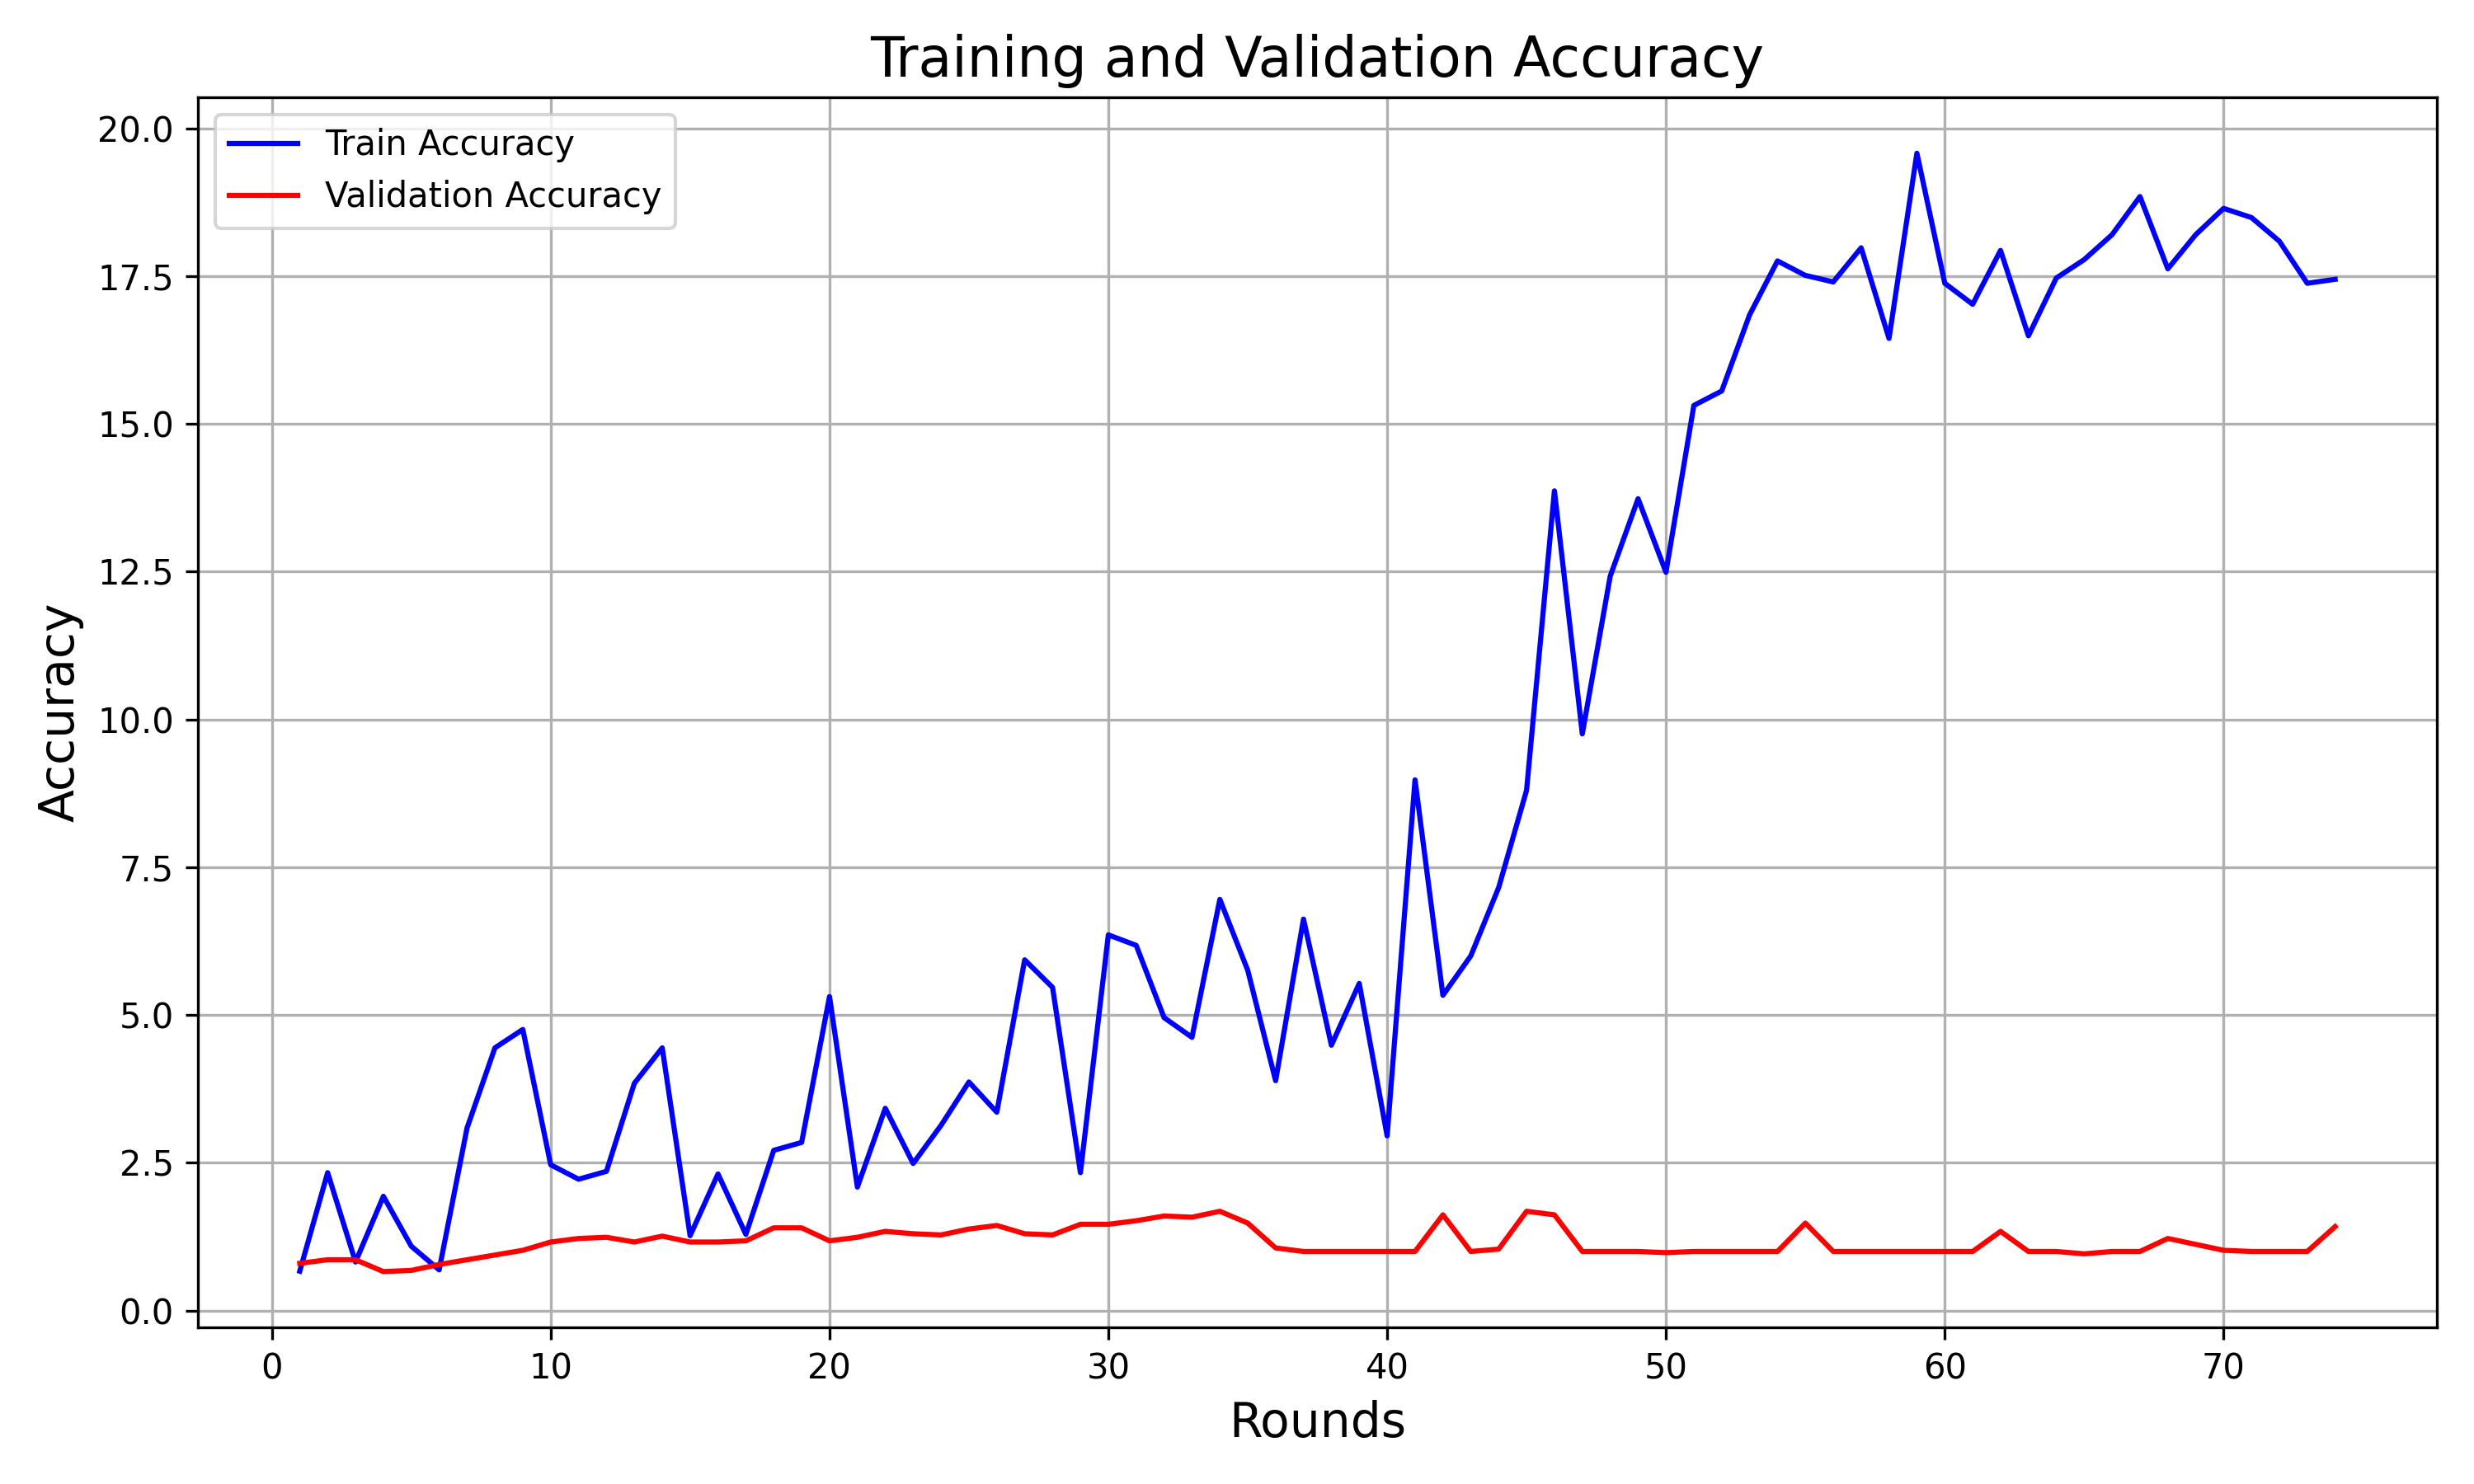 Training and Validation Accuracy
Train Accuracy
Validation Accuracy
Accuracy
20.0
17.5
15.0
12.5
10.0
7.5
5.0
2.5
0.0
0 10 20 30 40 50 60 70
Rounds